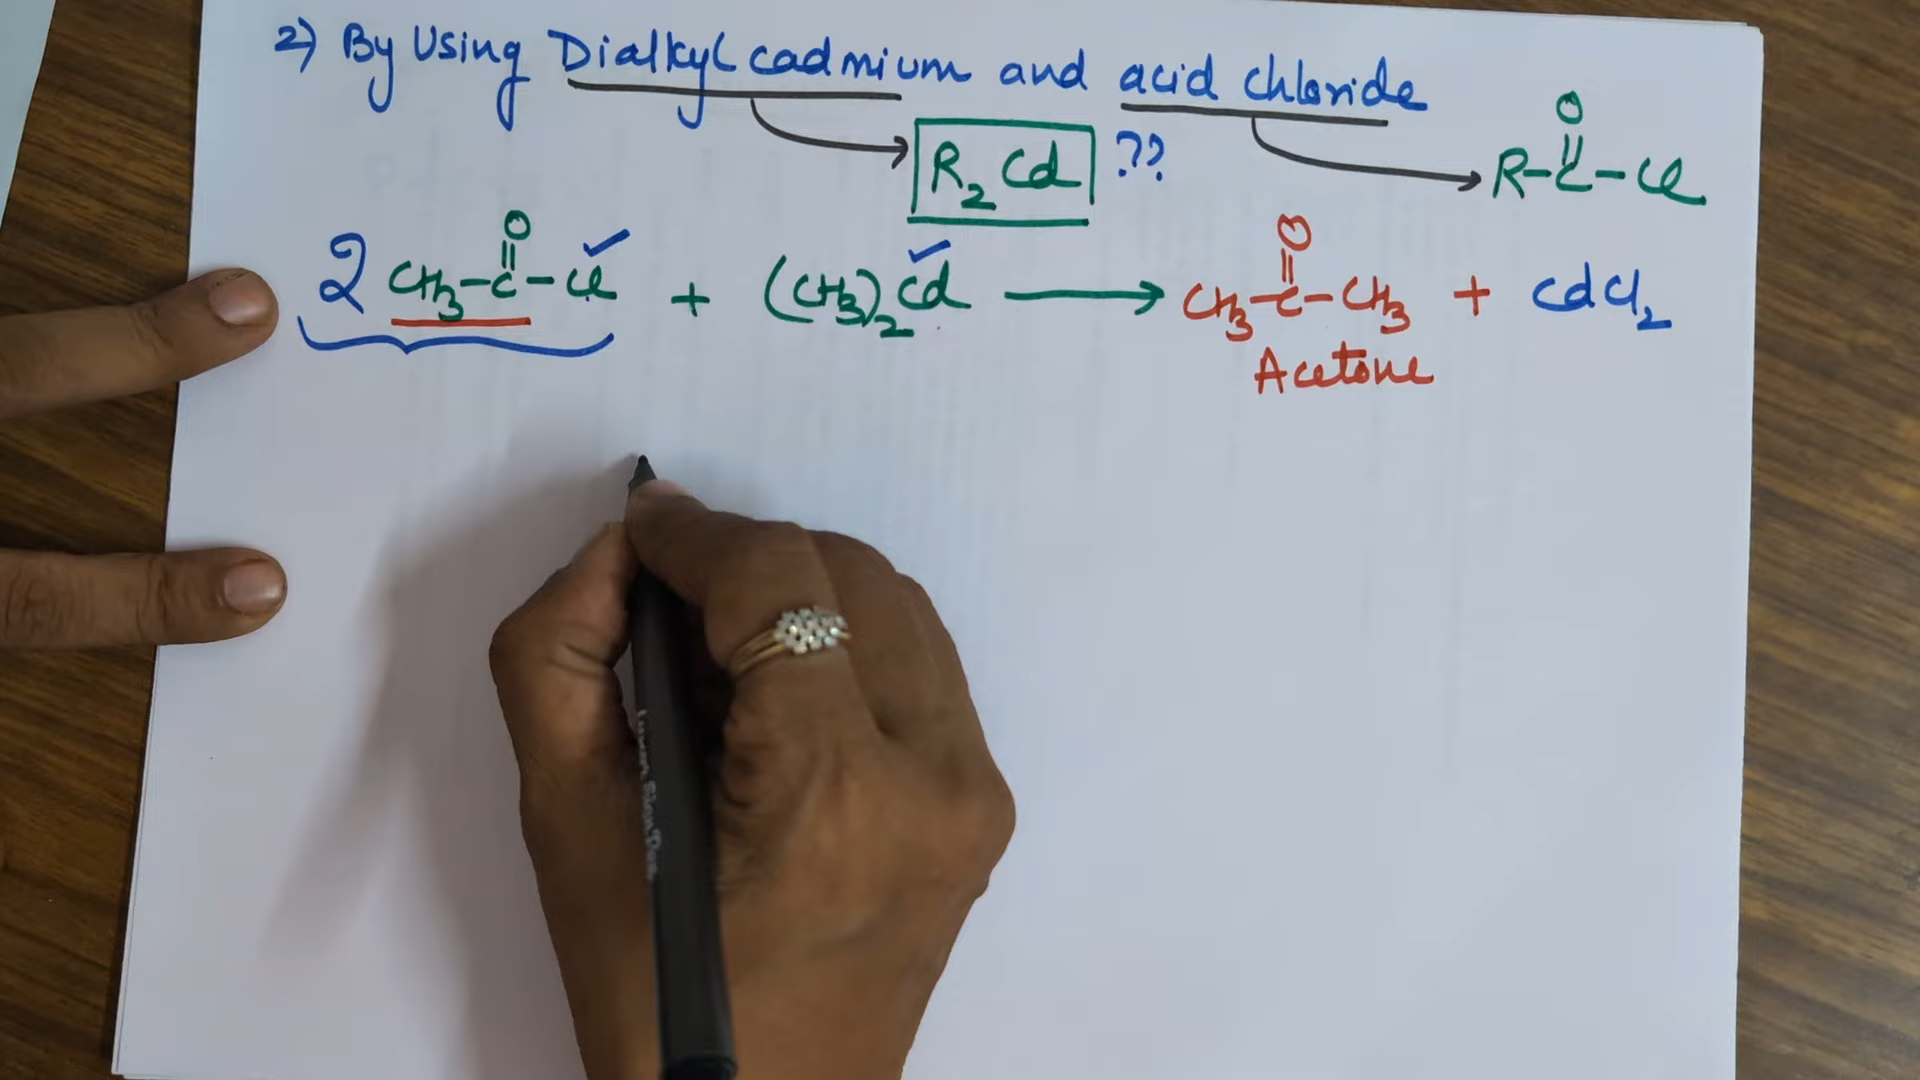 2) By Using Dialkyl cadmium and acid chloride
R₂Cd ?? R-C-Cl
O
2 CH₃-C-Cl + (CH₃)₂Cd → CH₃-C-CH₃ + CdCl₂
O O
Acetone